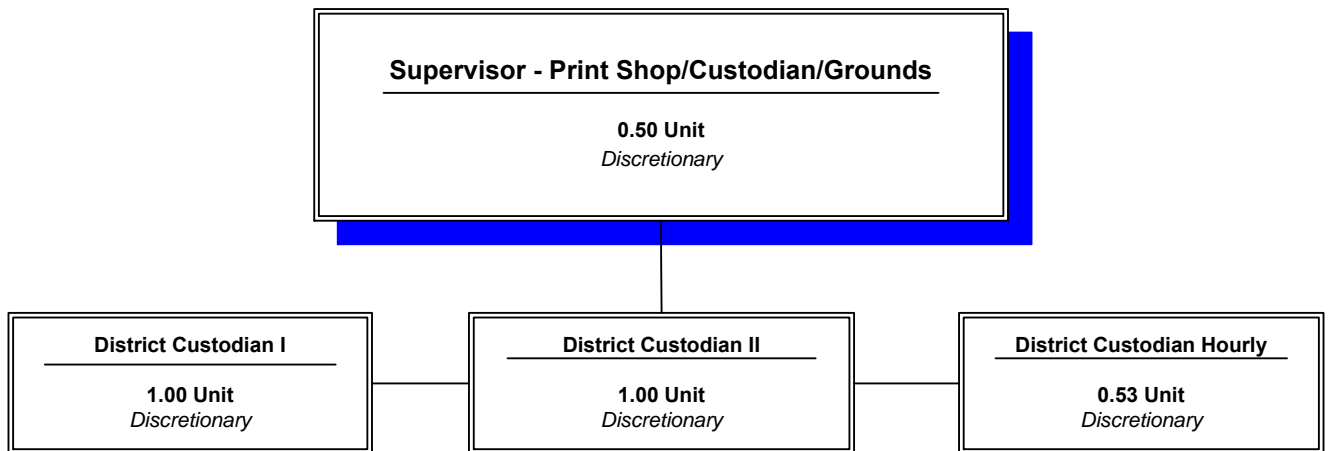 Supervisor - Print Shop/Custodian/Grounds
0.50 Unit
Discretionary
District Custodian I
1.00 Unit
Discretionary
District Custodian II
1.00 Unit
Discretionary
District Custodian Hourly
0.53 Unit
Discretionary